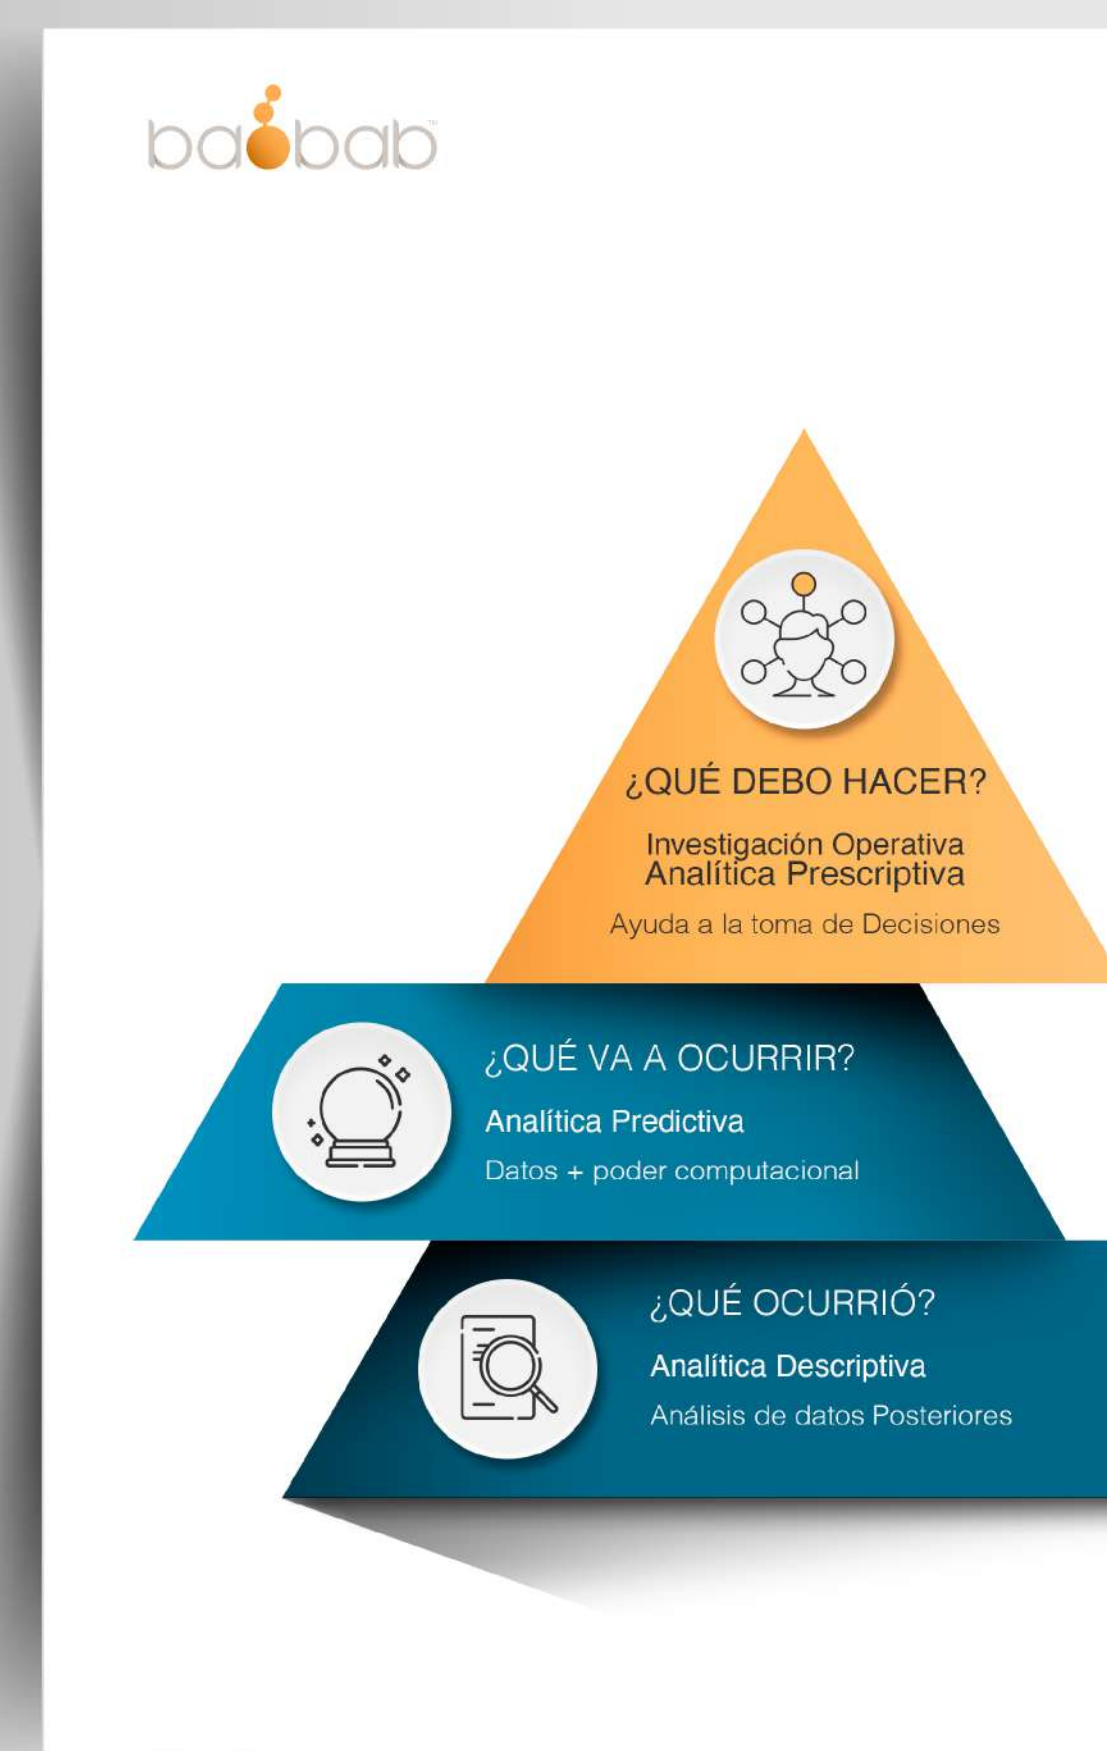 baobab™
¿QUÉ DEBO HACER?
Investigación Operativa
Analítica Prescriptiva
Ayuda a la toma de Decisiones
¿QUÉ VA A OCURRIR?
Analítica Predictiva
Datos + poder computacional
¿QUÉ OCURRIÓ?
Analítica Descriptiva
Análisis de datos Posteriores